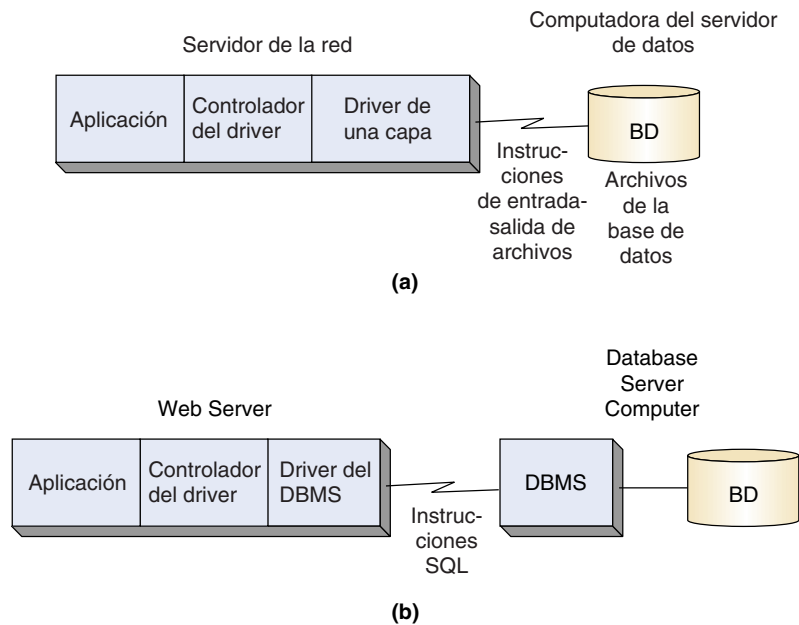 Servidor de la red
Computadora del servidor
de datos
Aplicación
Controlador
del driver
Driver de
una capa
BD
Instruc-
ciones
de entrada-
salida de
archivos
Archivos
de la
base de
datos
(a)
Web Server
Database
Server
Computer
Aplicación
Controlador
del driver
Driver del
DBMS
DBMS
BD
Instruc-
ciones
SQL
(b)